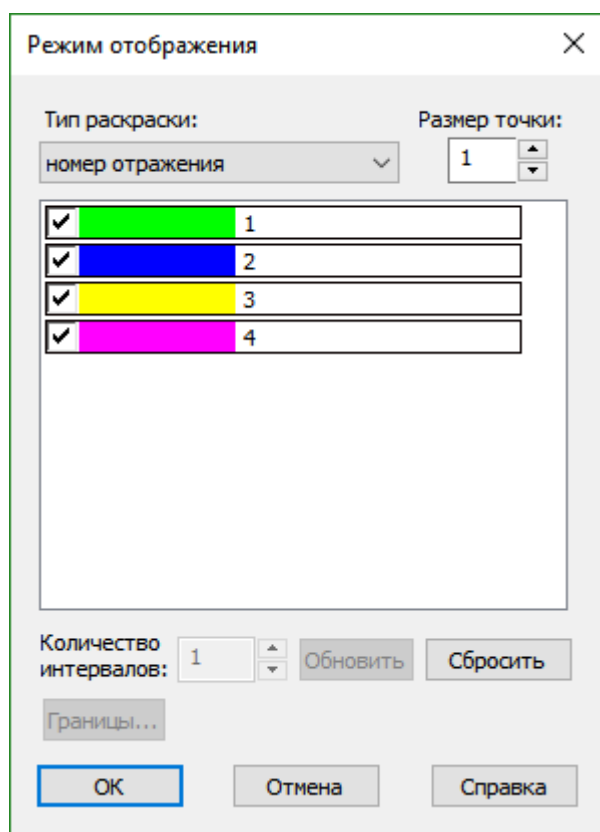 Режим отображения
Тип раскраски: Размер точки:
номер отражения 1
1
2
3
4
Количество
интервалов: 1 Обновить Сбросить
Границы...
ОК Отмена Справка